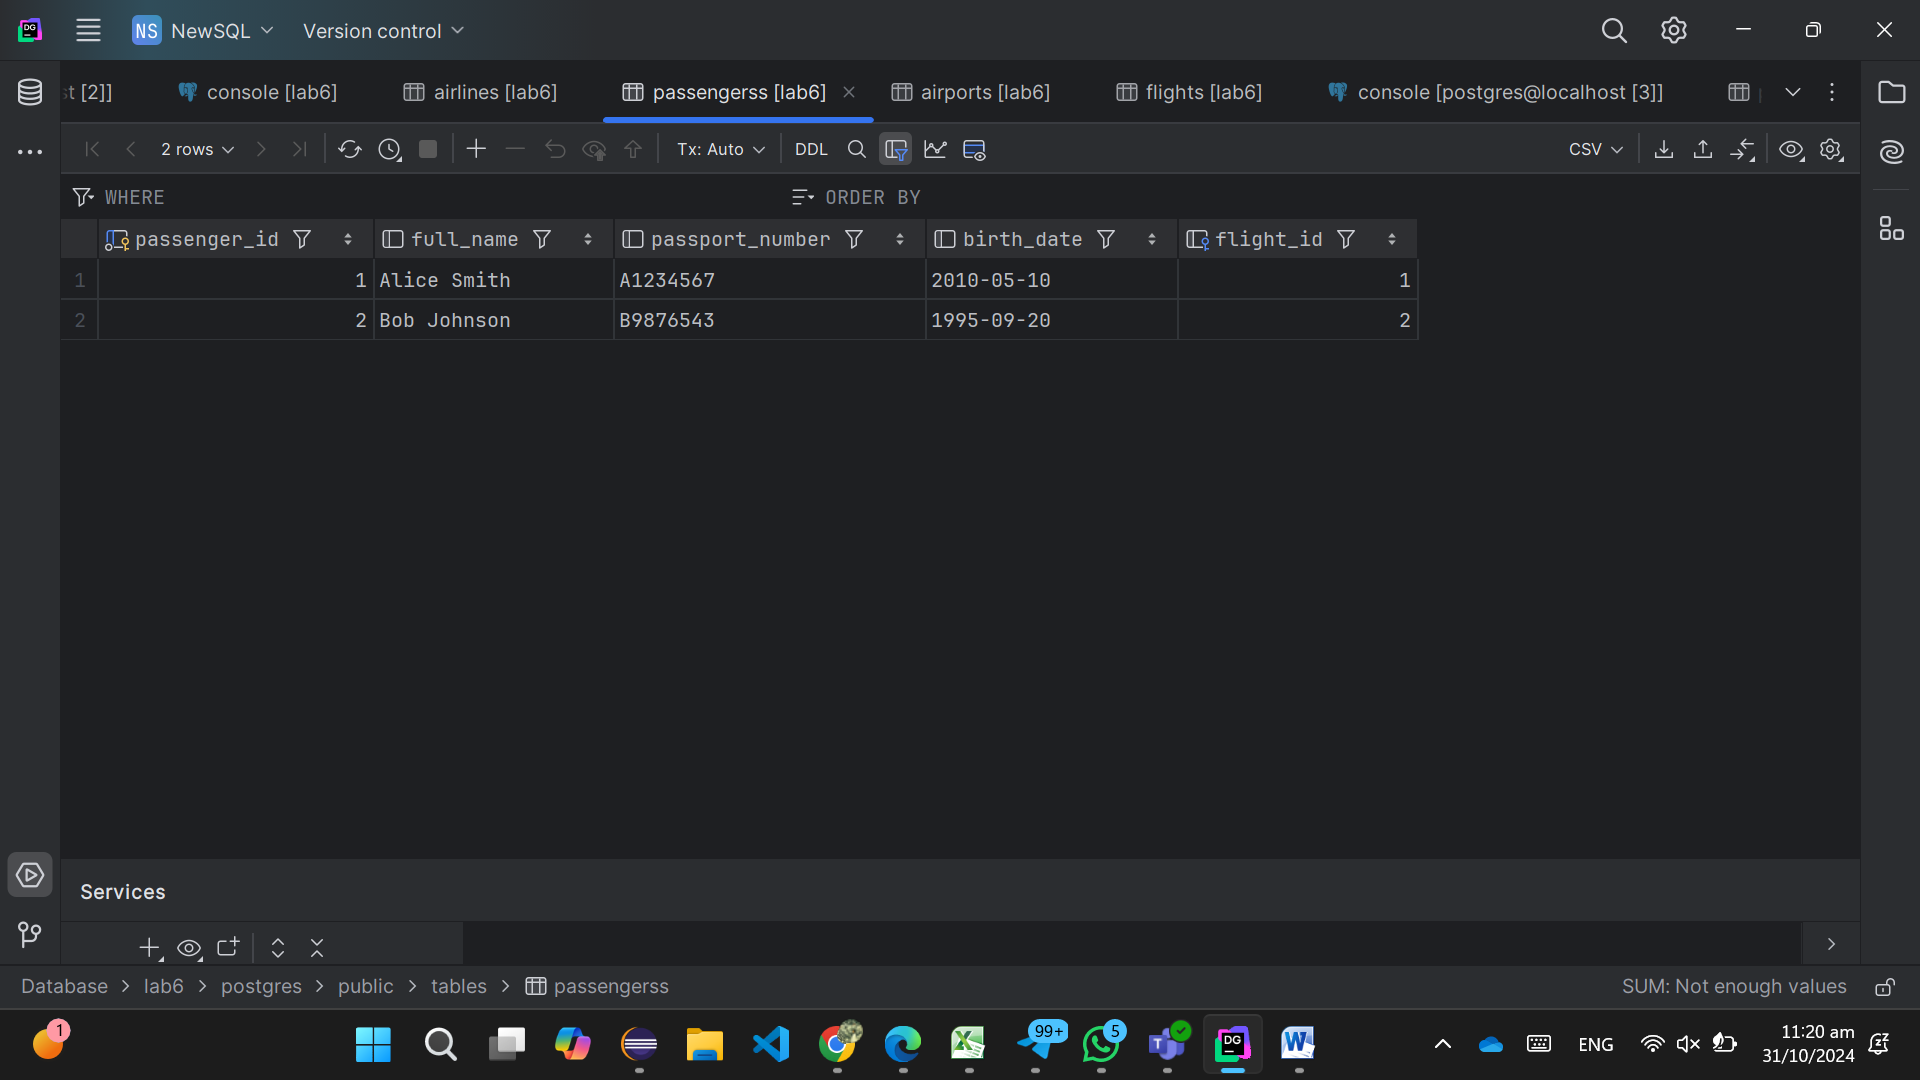 DG NS NewSQL Version control
st [2]] console [lab6] airlines [lab6] passengerss [lab6] airports [lab6] flights [lab6] console [postgres@localhost [3]]
2 rows Tx: Auto DDL CSV
WHERE ORDER BY
passenger_id full_name passport_number birth_date flight_id
1 1 Alice Smith A1234567 2010-05-10 1
2 2 Bob Johnson B9876543 1995-09-20 2
Services
Database > lab6 > postgres > public > tables > passengerss SUM: Not enough values
1 99+ 5 DG ENG 11:20 am
31/10/2024